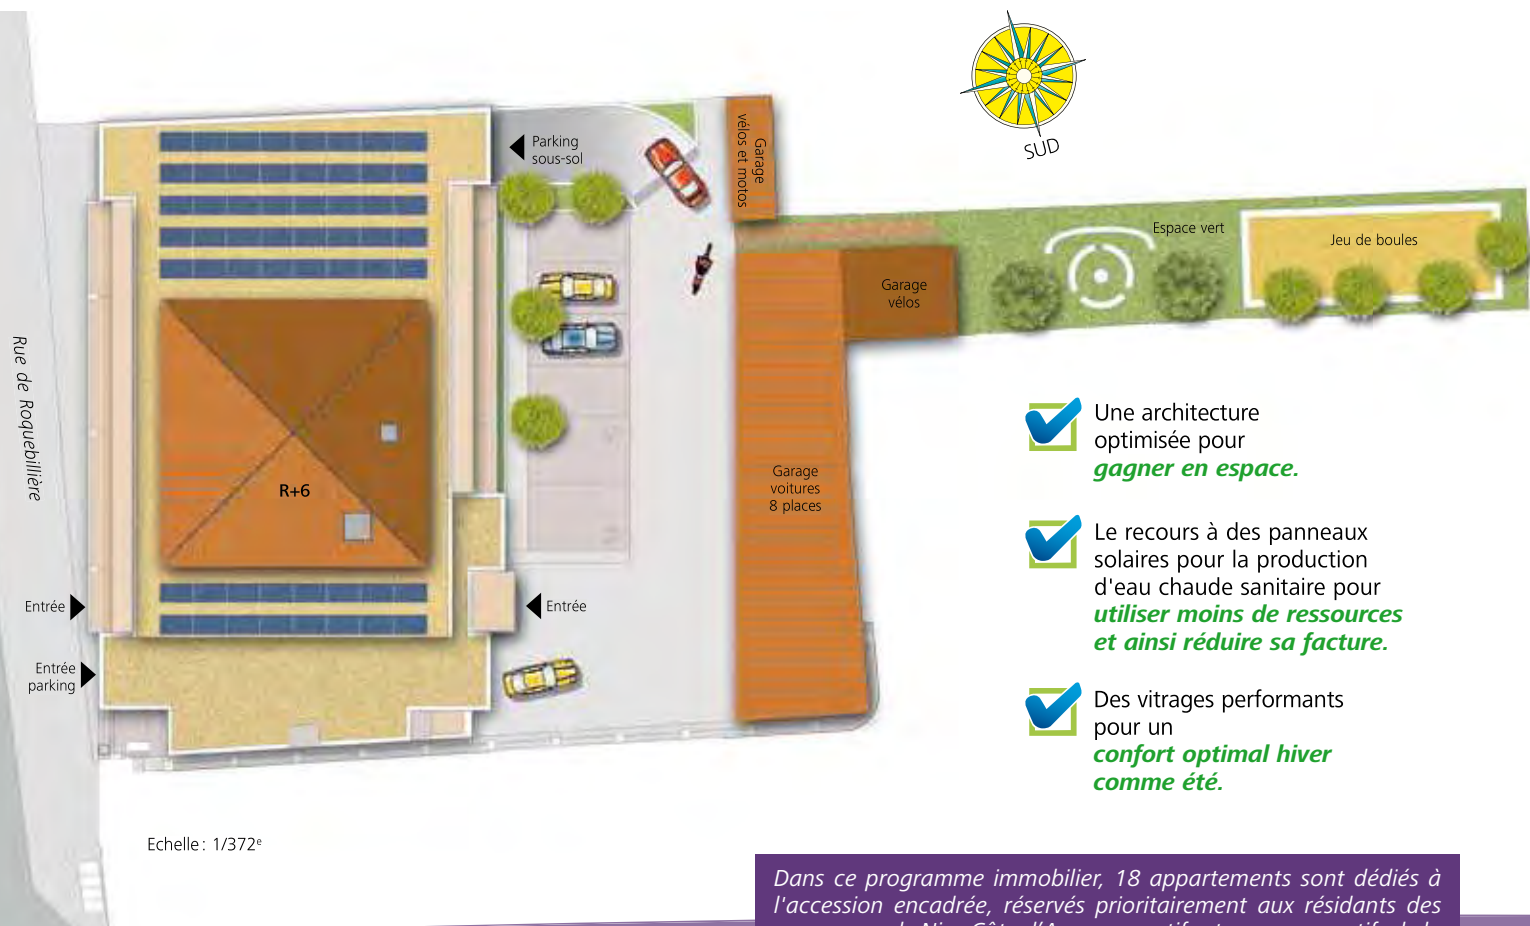 SUD
Parking
sous-sol
Garage
vélos et motos
Espace vert
Jeu de boules
Garage
vélos
Rue de Roquebillière
R+6
Garage
voitures
8 places
Entrée
Entrée
Entrée
parking
Une architecture
optimisée pour
gagner en espace.
Le recours à des panneaux
solaires pour la production
d'eau chaude sanitaire pour
utiliser moins de ressources
et ainsi réduire sa facture.
Des vitrages performants
pour un
confort optimal hiver
comme été.
Echelle : 1/372e
Dans ce programme immobilier, 18 appartements sont dédiés à
l'accession encadrée, réservés prioritairement aux résidants des